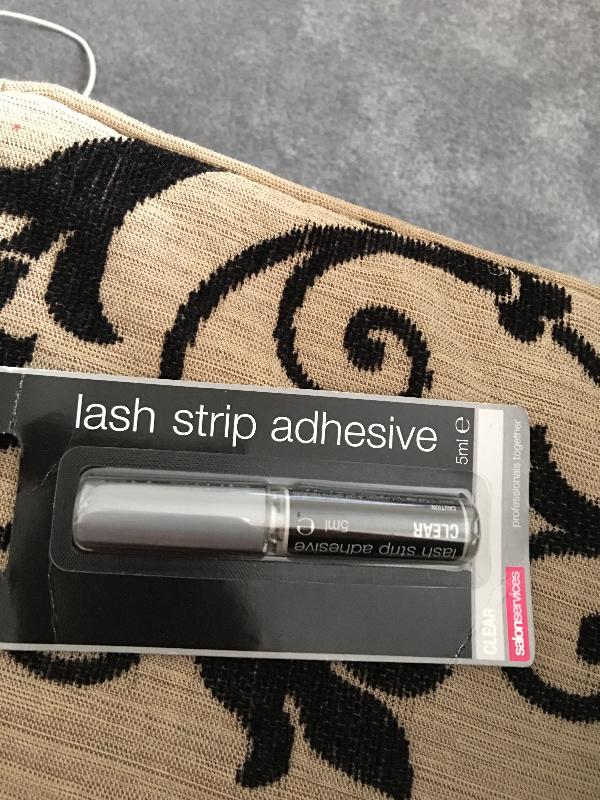 lash strip adhesive
5ml ℮
professionals together
CLEAR
salonservices
lash strip adhesive
CLEAR
5ml ℮
CAUTION